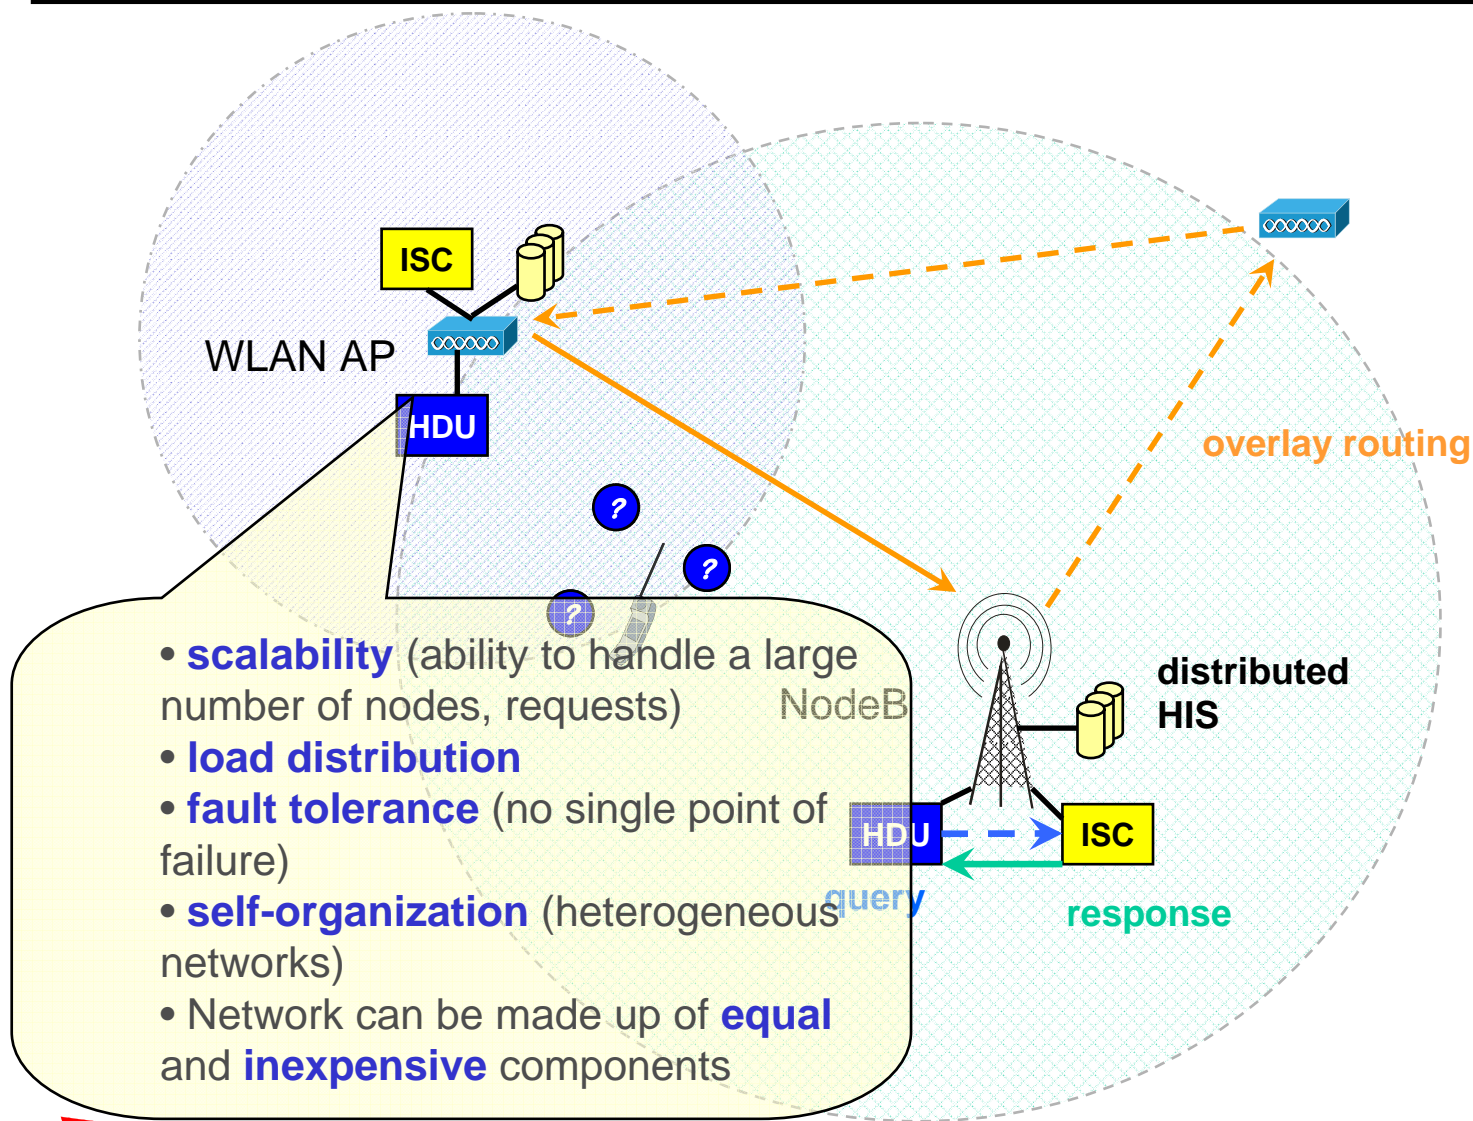 ISC
WLAN AP
HDU
overlay routing
?
?
?
• scalability (ability to handle a large
number of nodes, requests)
• load distribution
• fault tolerance (no single point of
failure)
• self-organization (heterogeneous
networks)
• Network can be made up of equal
and inexpensive components
NodeB
distributed
HIS
HDU
ISC
query
response